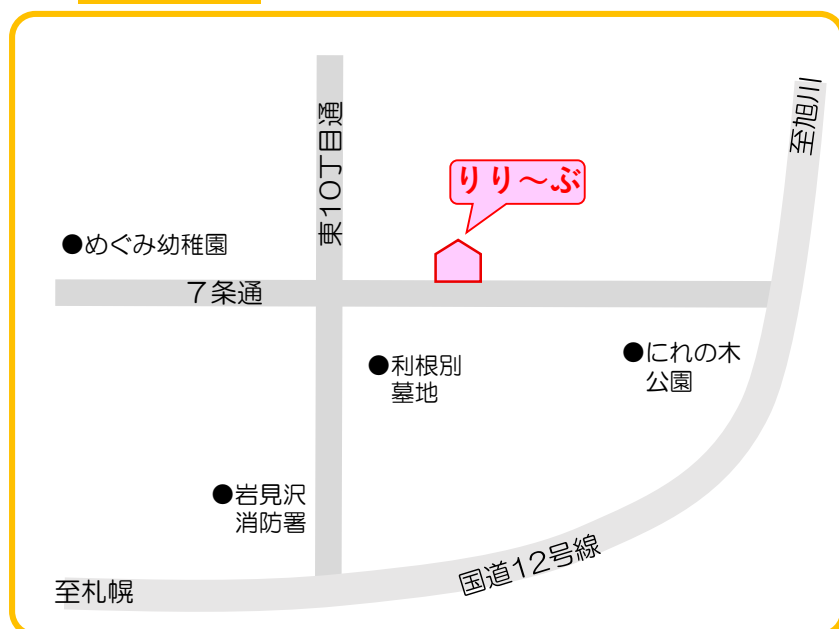 至旭川
東10丁目通
りり～ぶ
●めぐみ幼稚園
７条通
●利根別
墓地
●にれの木
公園
●岩見沢
消防署
国道12号線
至札幌